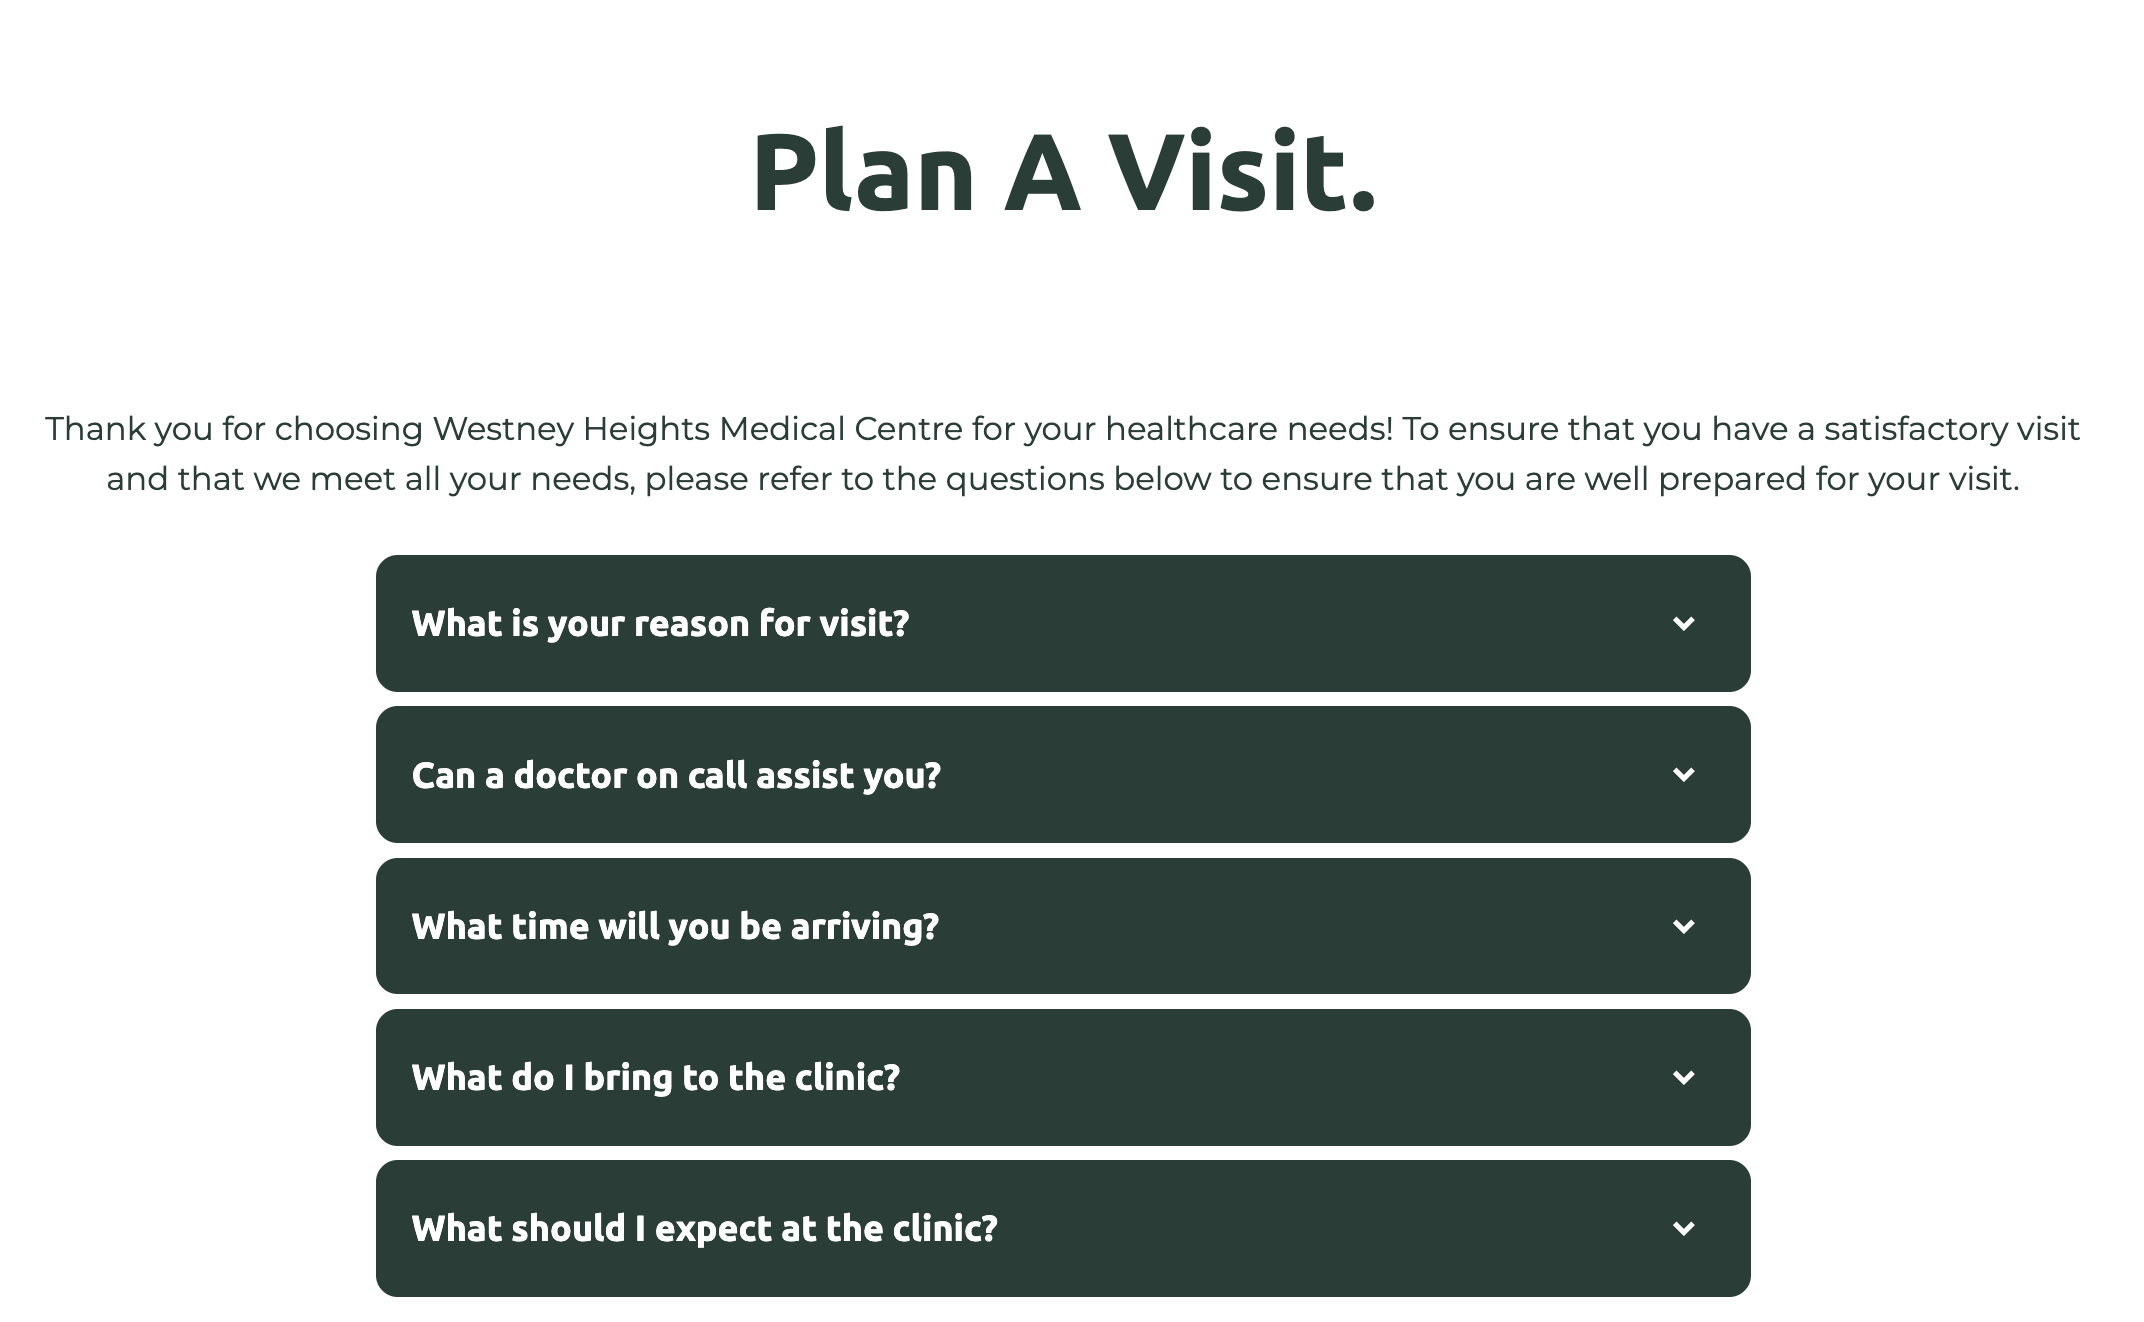 Plan A Visit.
Thank you for choosing Westney Heights Medical Centre for your healthcare needs! To ensure that you have a satisfactory visit
and that we meet all your needs, please refer to the questions below to ensure that you are well prepared for your visit.
What is your reason for visit?
Can a doctor on call assist you?
What time will you be arriving?
What do I bring to the clinic?
What should I expect at the clinic?